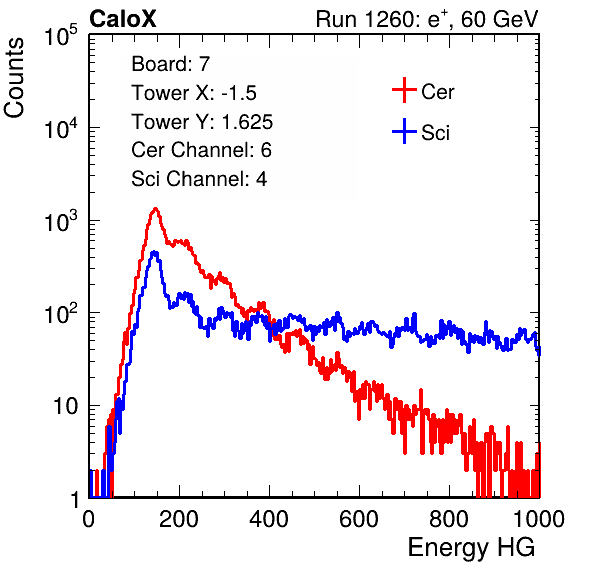 CaloX Run 1260: e⁺, 60 GeV
Counts
Board: 7
Tower X: -1.5
Tower Y: 1.625
Cer Channel: 6
Sci Channel: 4
Cer
Sci
10⁵
10⁴
10³
10²
10
1
0 200 400 600 800 1000
Energy HG